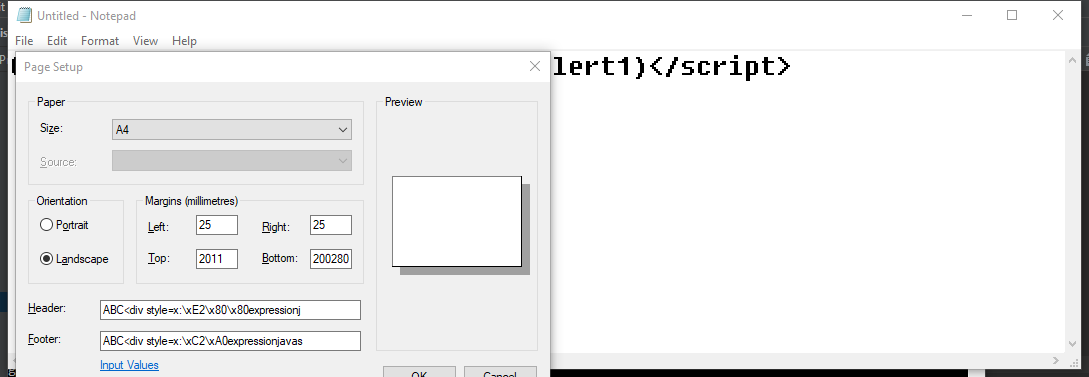 Untitled - Notepad
File Edit Format View Help
lert1)</script>
Page Setup
Paper
Size: A4
Source:
Preview
Orientation
Portrait
Landscape
Margins (millimetres)
Left: 25 Right: 25
Top: 2011 Bottom: 200280
Header: ABC<div style=x:\xE2\x80\x80expressionj
Footer: ABC<div style=x:\xC2\xA0expressionjavas
Input Values
OK Cancel